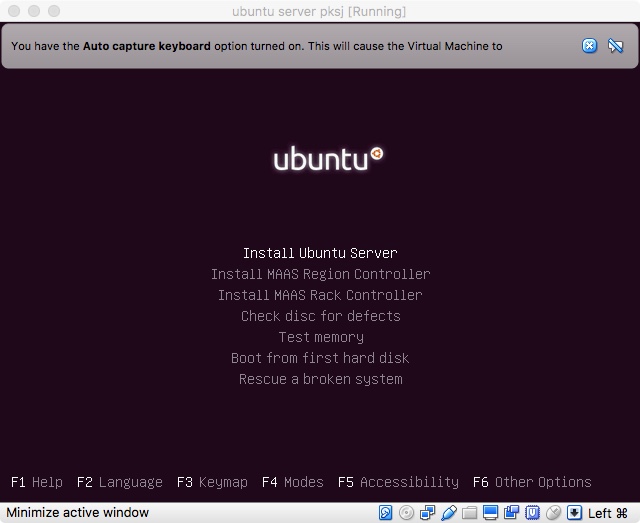 ubuntu server pksj [Running]
You have the Auto capture keyboard option turned on. This will cause the Virtual Machine to
ubuntu
Install Ubuntu Server
Install MAAS Region Controller
Install MAAS Rack Controller
Check disc for defects
Test memory
Boot from first hard disk
Rescue a broken system
F1 Help F2 Language F3 Keymap F4 Modes F5 Accessibility F6 Other Options
Minimize active window Left ⌘